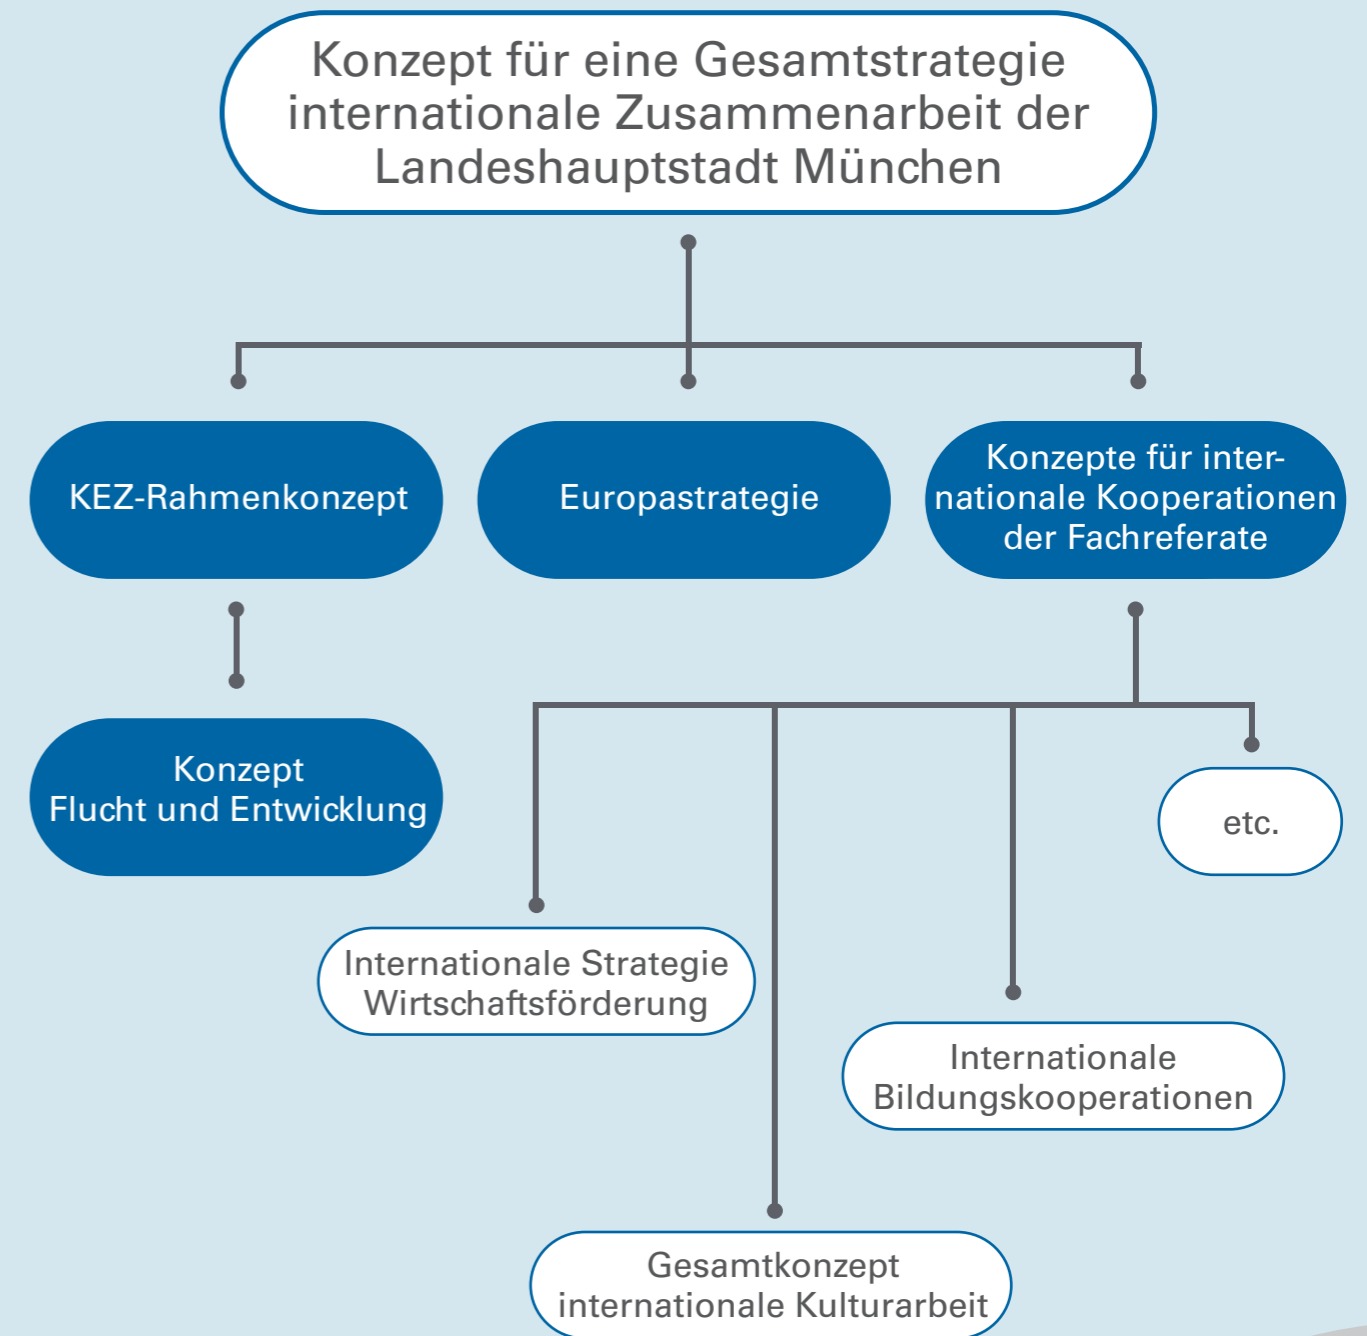 Konzept für eine Gesamtstrategie
internationale Zusammenarbeit der
Landeshauptstadt München
KEZ-Rahmenkonzept
Europastrategie
Konzepte für inter-
nationale Kooperationen
der Fachreferate
Konzept
Flucht und Entwicklung
etc.
Internationale Strategie
Wirtschaftsförderung
Internationale
Bildungskooperationen
Gesamtkonzept
internationale Kulturarbeit